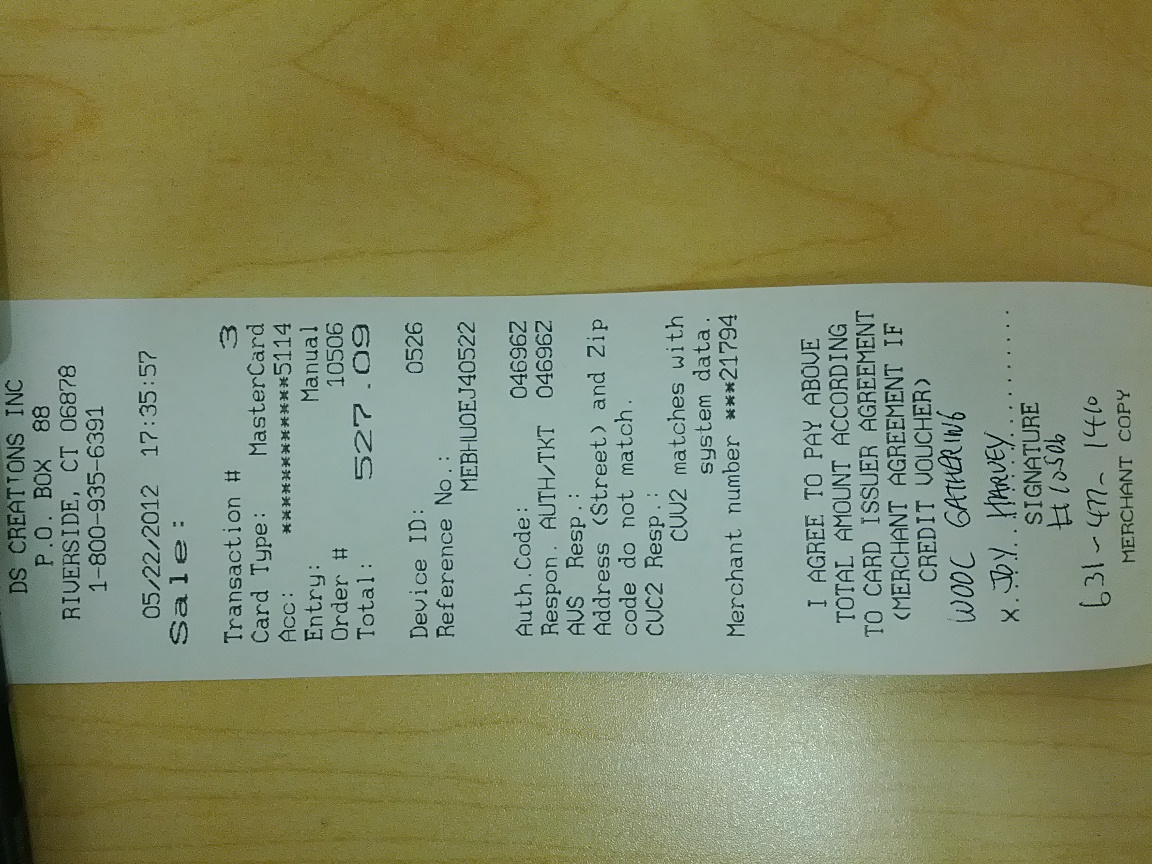 DS CREATIONS INC
P.O. BOX 88
RIVERSIDE, CT 06878
1-800-935-6391
05/22/2012 17:35:57
Sale:
Transaction # 3
Card Type: MasterCard
Acc: ************5114
Entry: Manual
Order # 10506
Total: 527.09
Device ID: 0526
Reference No.:
MEBHUOEJ40522
Auth.Code: 04696Z
Respon. AUTH/TKT 04696Z
AVS Resp.:
Address (Street) and Zip
code do not match.
CVC2 Resp.:
CVV2 matches with
system data.
Merchant number ***21794
I AGREE TO PAY ABOVE
TOTAL AMOUNT ACCORDING
TO CARD ISSUER AGREEMENT
(MERCHANT AGREEMENT IF
CREDIT VOUCHER)
WOOC GATHERING
X. JOY HARVEY
SIGNATURE
#10506
631-477-1410
MERCHANT COPY